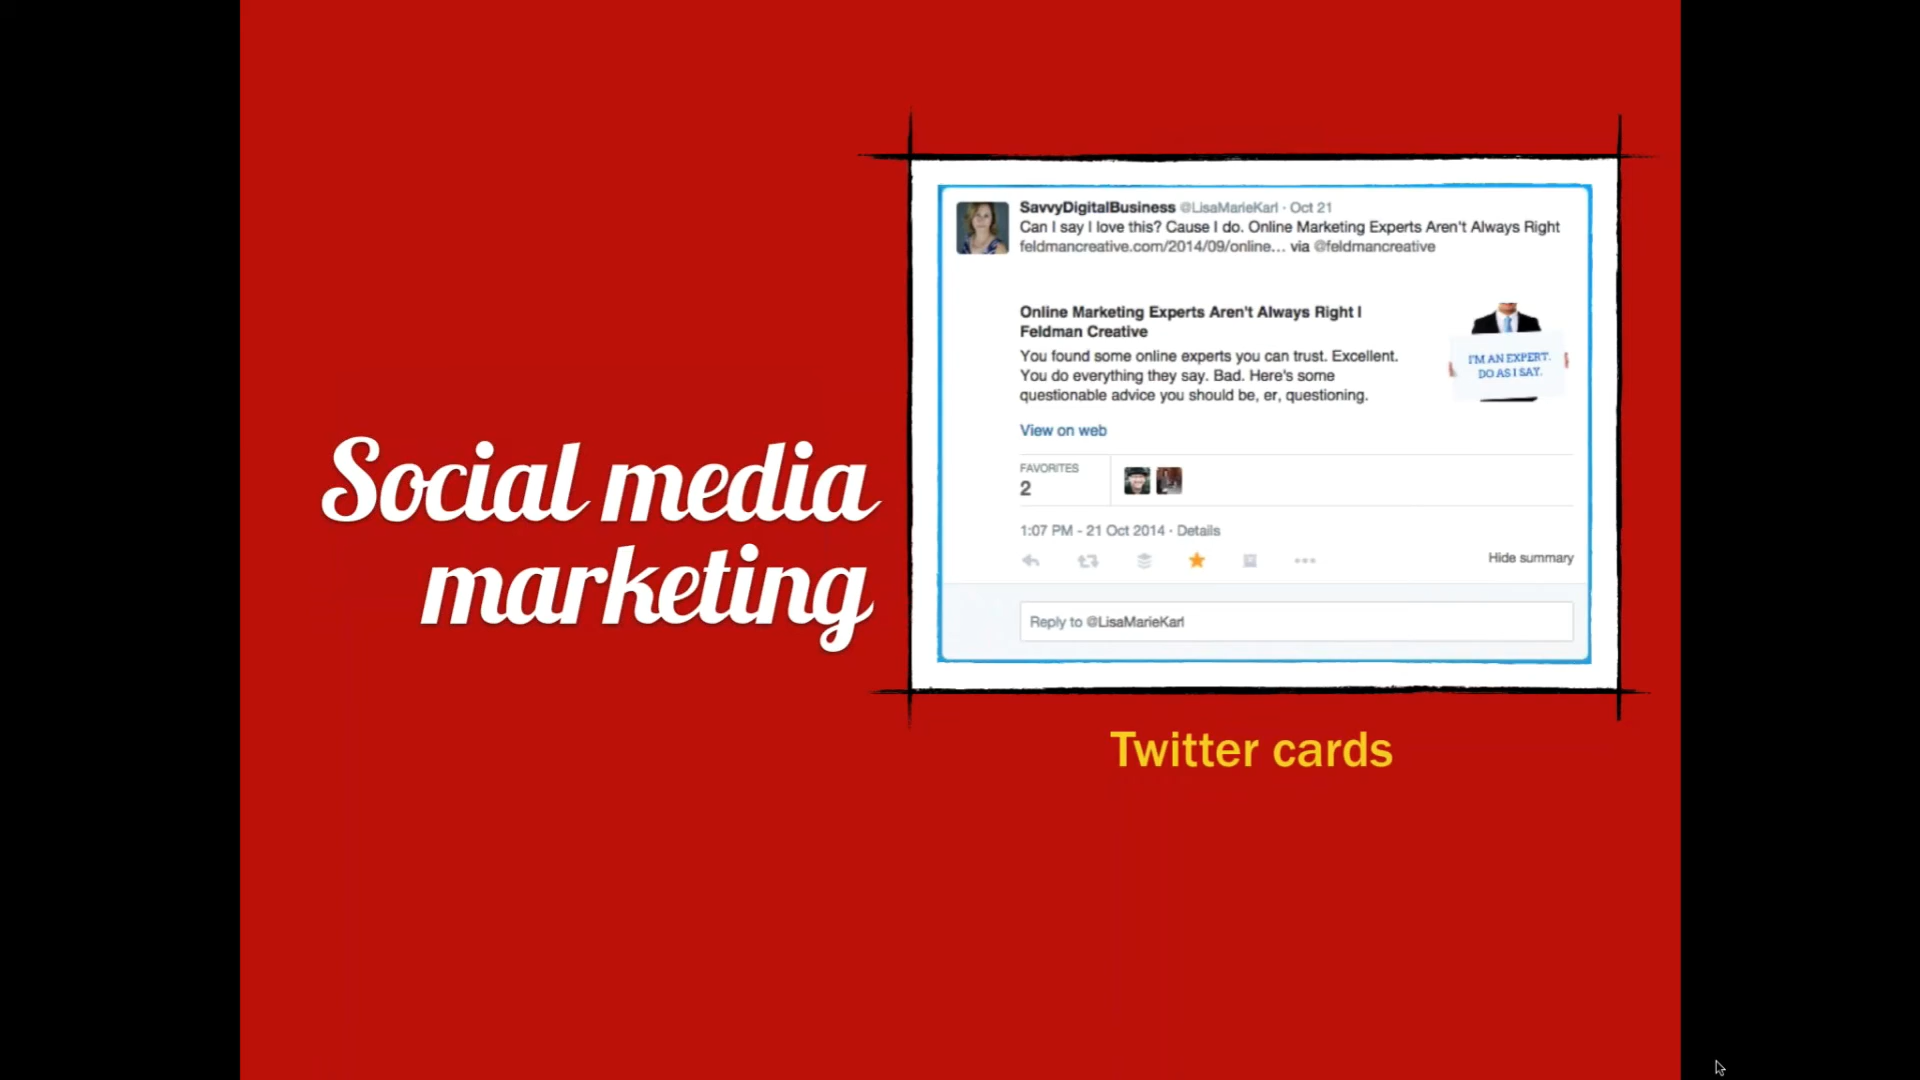 Social media
marketing
SavvyDigitalBusiness @LisaMarieKarl · Oct 21
Can I say I love this? Cause I do. Online Marketing Experts Aren't Always Right
feldmancreative.com/2014/09/online... via @feldmancreative
Online Marketing Experts Aren't Always Right |
Feldman Creative
You found some online experts you can trust. Excellent.
You do everything they say. Bad. Here's some
questionable advice you should be, er, questioning.
I'M AN EXPERT.
DO AS I SAY.
View on web
FAVORITES
2
1:07 PM - 21 Oct 2014 · Details
Hide summary
Reply to @LisaMarieKarl
Twitter cards